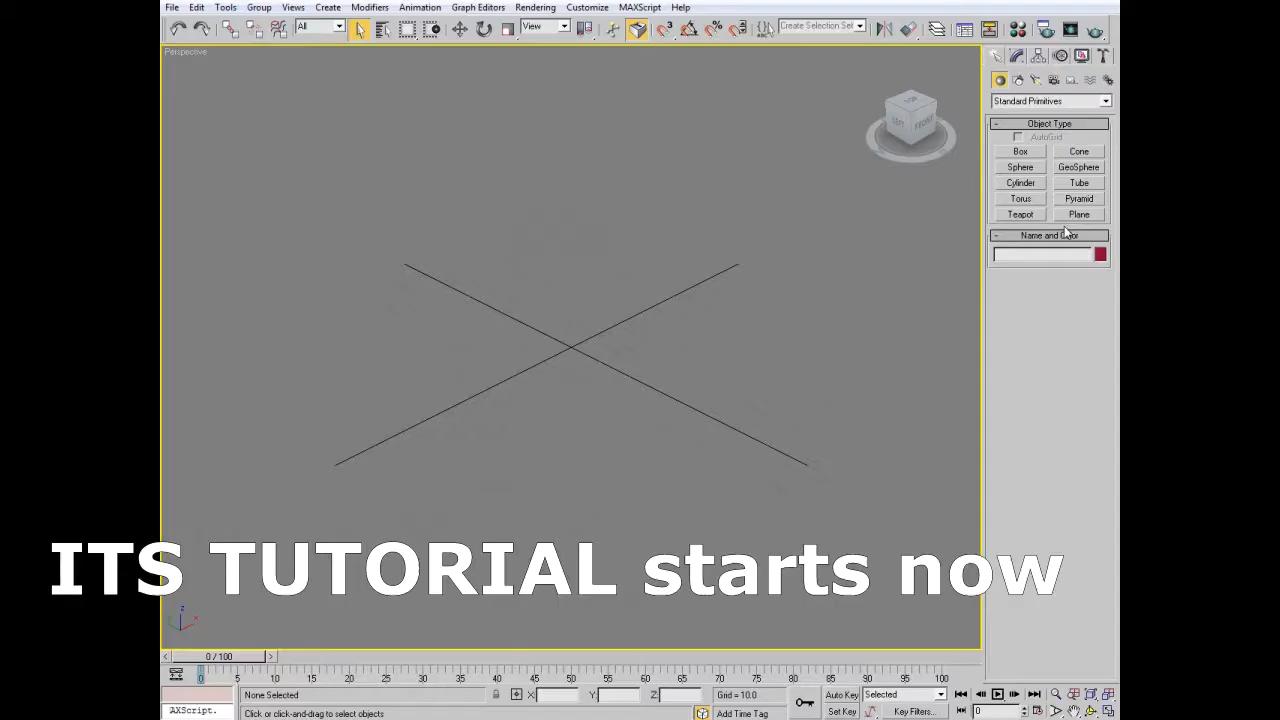 File Edit Tools Group Views Create Modifiers Animation Graph Editors Rendering Customize MAXScript Help
All View 3 Create Selection Set
Perspective
TOP
LEFT FRONT
Standard Primitives
- Object Type
AutoGrid
Box Cone
Sphere GeoSphere
Cylinder Tube
Torus Pyramid
Teapot Plane
- Name and Color
ITS TUTORIAL starts now
z
x
< 0 / 100 >
0 5 10 15 20 25 30 35 40 45 50 55 60 65 70 75 80 85 90 95 100
None Selected X: Y: Z: Grid = 10.0 Auto Key Selected
AXScript. Click or click-and-drag to select objects Add Time Tag Set Key Key Filters... 0